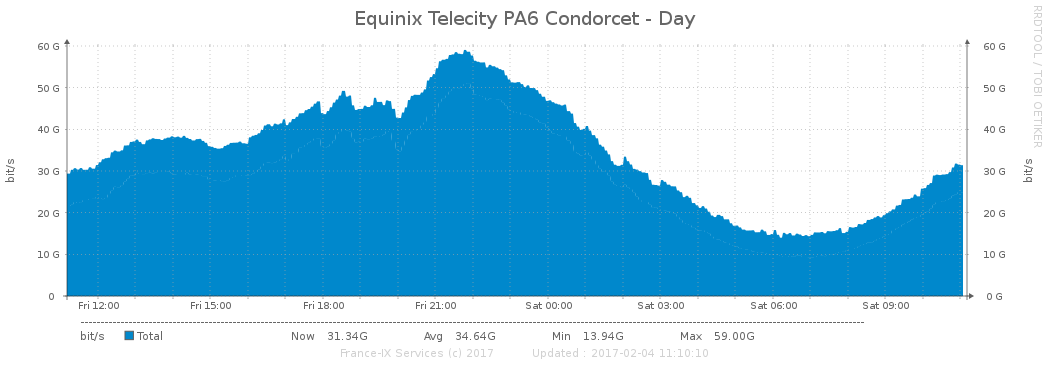 Equinix Telecity PA6 Condorcet - Day
RRDTOOL / TOBI OETIKER
60 G 60 G
50 G 50 G
40 G 40 G
30 G 30 G
20 G 20 G
10 G 10 G
0 0 G
bit/s bit/s
Fri 12:00 Fri 15:00 Fri 18:00 Fri 21:00 Sat 00:00 Sat 03:00 Sat 06:00 Sat 09:00
bit/s Total Now 31.34G Avg 34.64G Min 13.94G Max 59.00G
France-IX Services (c) 2017 Updated : 2017-02-04 11:10:10